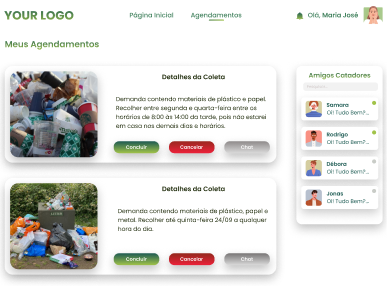 YOUR LOGO
Página Inicial
Agendamentos
Olá, Maria José
Meus Agendamentos
Detalhes da Coleta
Demanda contendo materiais de plástico e papel.
Recolher entre segunda e quarta-feira entre os
horários de 8:00 às 14:00 da tarde, pois não estarei
em casa nos demais dias e horários.
Concluir
Cancelar
Chat
Detalhes da Coleta
Demanda contendo materiais de plástico, papel e
metal. Recolher até quinta-feira 24/09 a qualquer
hora do dia.
Concluir
Cancelar
Chat
Amigos Catadores
Samara
Oi! Tudo Bem?...
Rodrigo
Oi! Tudo Bem?...
Débora
Oi! Tudo Bem?...
Jonas
Oi! Tudo Bem?...